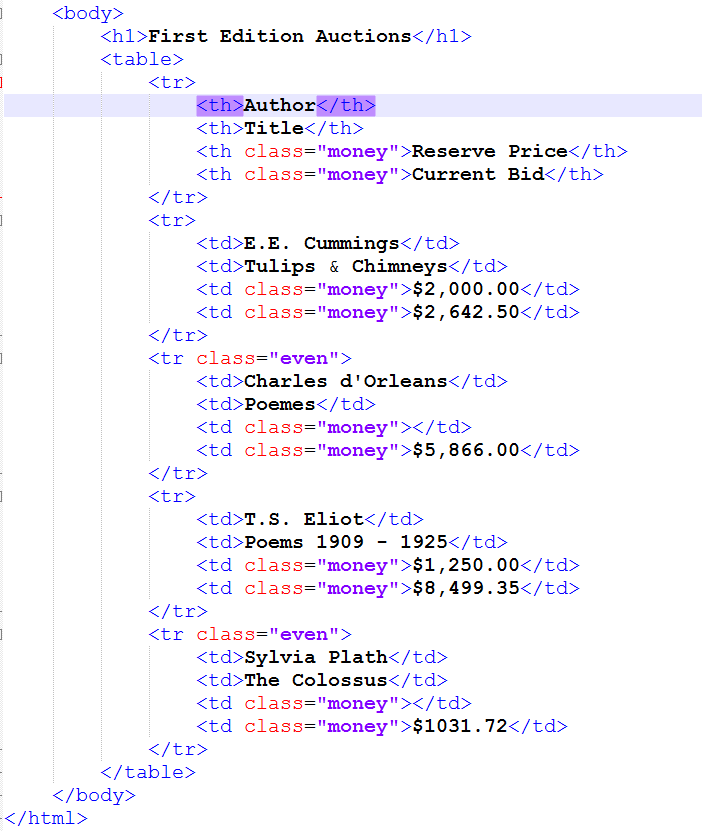 <body>
<h1>First Edition Auctions</h1>
<table>
<tr>
<th>Author</th>
<th>Title</th>
<th class="money">Reserve Price</th>
<th class="money">Current Bid</th>
</tr>
<tr>
<td>E.E. Cummings</td>
<td>Tulips & Chimneys</td>
<td class="money">$2,000.00</td>
<td class="money">$2,642.50</td>
</tr>
<tr class="even">
<td>Charles d'Orleans</td>
<td>Poemes</td>
<td class="money"></td>
<td class="money">$5,866.00</td>
</tr>
<tr>
<td>T.S. Eliot</td>
<td>Poems 1909 - 1925</td>
<td class="money">$1,250.00</td>
<td class="money">$8,499.35</td>
</tr>
<tr class="even">
<td>Sylvia Plath</td>
<td>The Colossus</td>
<td class="money"></td>
<td class="money">$1031.72</td>
</tr>
</table>
</body>
</html>